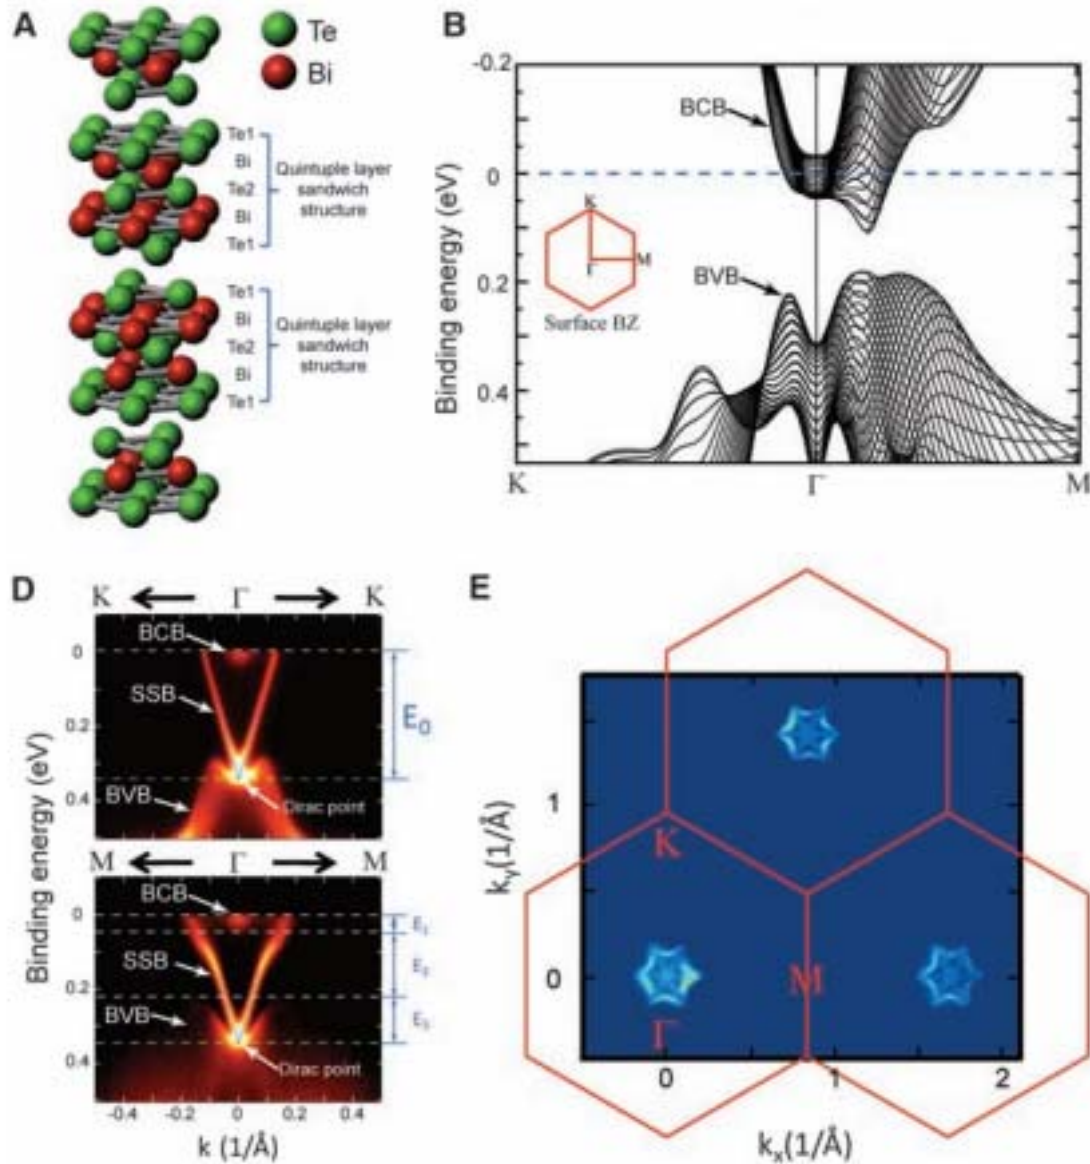 A
Te
Bi
Te1
Bi
Te2
Bi
Te1
Quintuple layer
sandwich
structure
Te1
Bi
Te2
Bi
Te1
Quintuple layer
sandwich
structure
B
Binding energy (eV)
-0.2
0
0.2
0.4
BCB
BVB
K
Γ
M
Surface BZ
K
Γ
M
D
K
Γ
K
Binding energy (eV)
0
0.2
0.4
BCB
SSB
BVB
Dirac point
E0
M
Γ
M
0
0.2
0.4
BCB
SSB
BVB
Dirac point
-0.4
-0.2
0
0.2
0.4
k (1/Å)
E
ky(1/Å)
1
0
K
M
Γ
0
1
2
kx(1/Å)